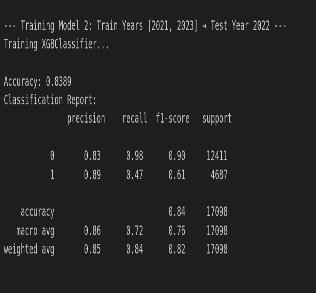 --- Training Model 2: Train Years [2021, 2023] → Test Year 2022 ---
Training XGBClassifier...
Accuracy: 0.8389
Classification Report:
precision recall f1-score support
0 0.83 0.98 0.90 12411
1 0.89 0.47 0.61 4687
accuracy 0.84 17098
macro avg 0.86 0.72 0.76 17098
weighted avg 0.85 0.84 0.82 17098